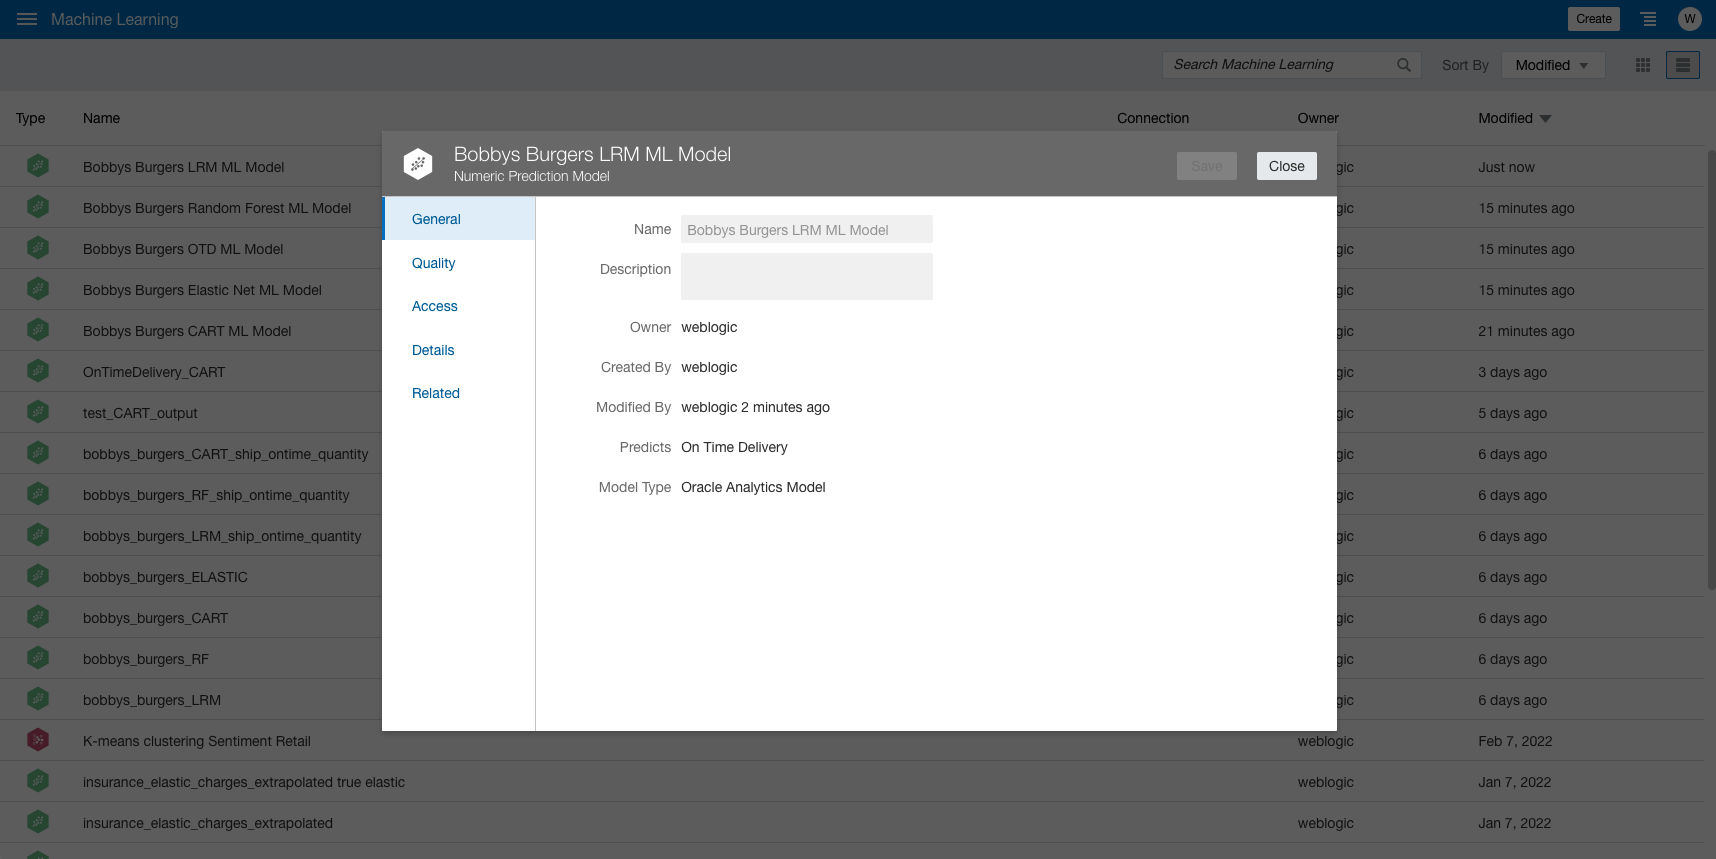 Machine Learning
Create
W
Search Machine Learning
Sort By
Modified
Type Name Connection Owner Modified
Bobbys Burgers LRM ML Model
Numeric Prediction Model
Save
Close
General
Quality
Access
Details
Related
Name Bobbys Burgers LRM ML Model
Description
Owner weblogic
Created By weblogic
Modified By weblogic 2 minutes ago
Predicts On Time Delivery
Model Type Oracle Analytics Model
Bobbys Burgers LRM ML Model gic Just now
Bobbys Burgers Random Forest ML Model gic 15 minutes ago
Bobbys Burgers OTD ML Model gic 15 minutes ago
Bobbys Burgers Elastic Net ML Model gic 15 minutes ago
Bobbys Burgers CART ML Model gic 21 minutes ago
OnTimeDelivery_CART gic 3 days ago
test_CART_output gic 5 days ago
bobbys_burgers_CART_ship_ontime_quantity gic 6 days ago
bobbys_burgers_RF_ship_ontime_quantity gic 6 days ago
bobbys_burgers_LRM_ship_ontime_quantity gic 6 days ago
bobbys_burgers_ELASTIC gic 6 days ago
bobbys_burgers_CART gic 6 days ago
bobbys_burgers_RF gic 6 days ago
bobbys_burgers_LRM gic 6 days ago
K-means clustering Sentiment Retail weblogic Feb 7, 2022
insurance_elastic_charges_extrapolated true elastic weblogic Jan 7, 2022
insurance_elastic_charges_extrapolated weblogic Jan 7, 2022